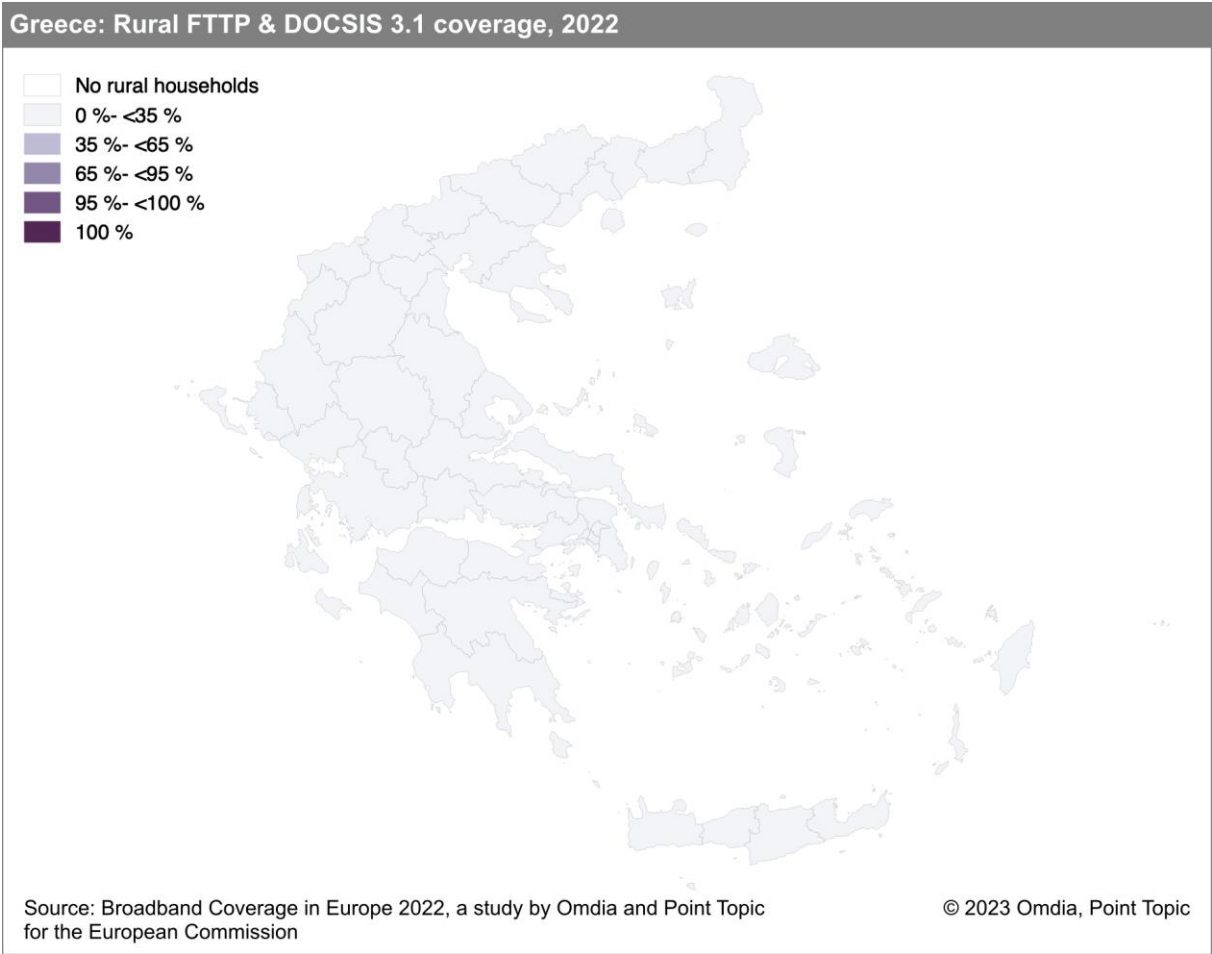 Greece: Rural FTTP & DOCSIS 3.1 coverage, 2022
No rural households
0 %- <35 %
35 %- <65 %
65 %- <95 %
95 %- <100 %
100 %
Source: Broadband Coverage in Europe 2022, a study by Omdia and Point Topic
for the European Commission
© 2023 Omdia, Point Topic